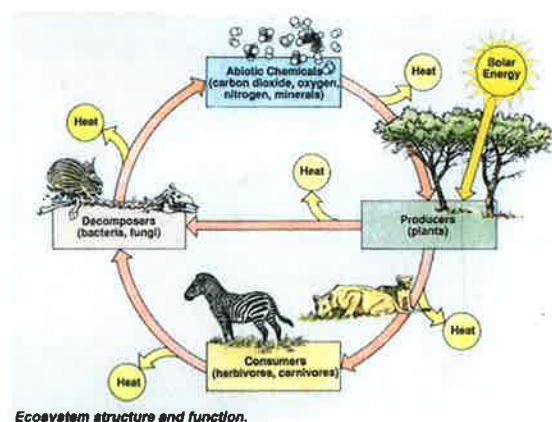 Abiotic Chemicals
(carbon dioxide, oxygen,
nitrogen, minerals)
Heat
Solar
Energy
Heat
Heat
Decomposers
(bacteria, fungi)
Producers
(plants)
Heat
Heat
Consumers
(herbivores, carnivores)
Ecosystem structure and function.